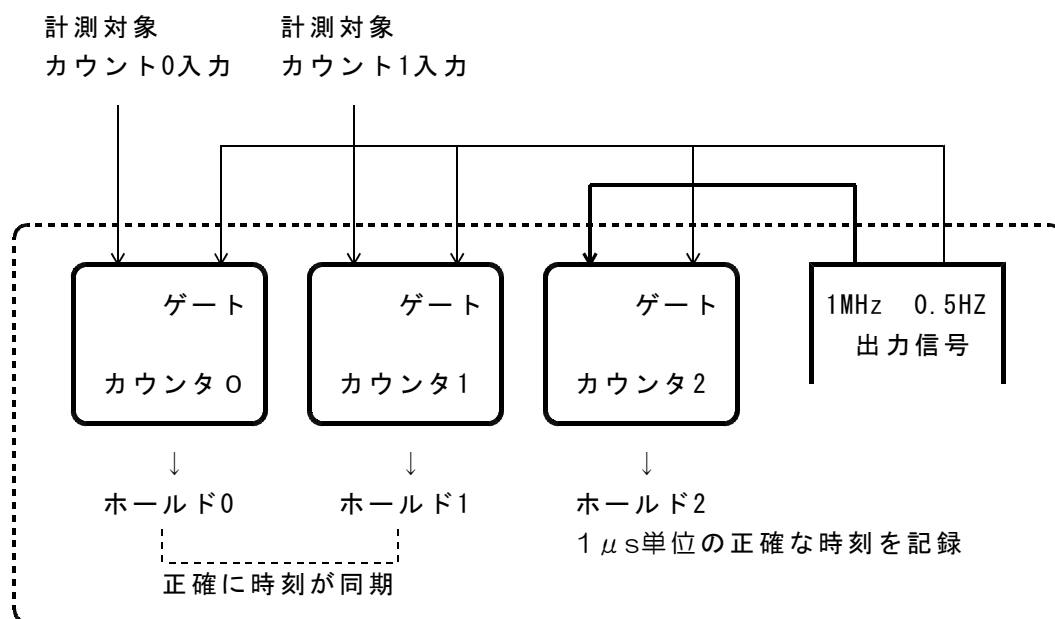 計測対象
カウント0入力
計測対象
カウント1入力
ゲート
カウンタ０
ゲート
カウンタ1
ゲート
カウンタ2
1MHz 0.5HZ
出力信号
↓
ホールド0
↓
ホールド1
↓
ホールド2
１μs単位の正確な時刻を記録
正確に時刻が同期